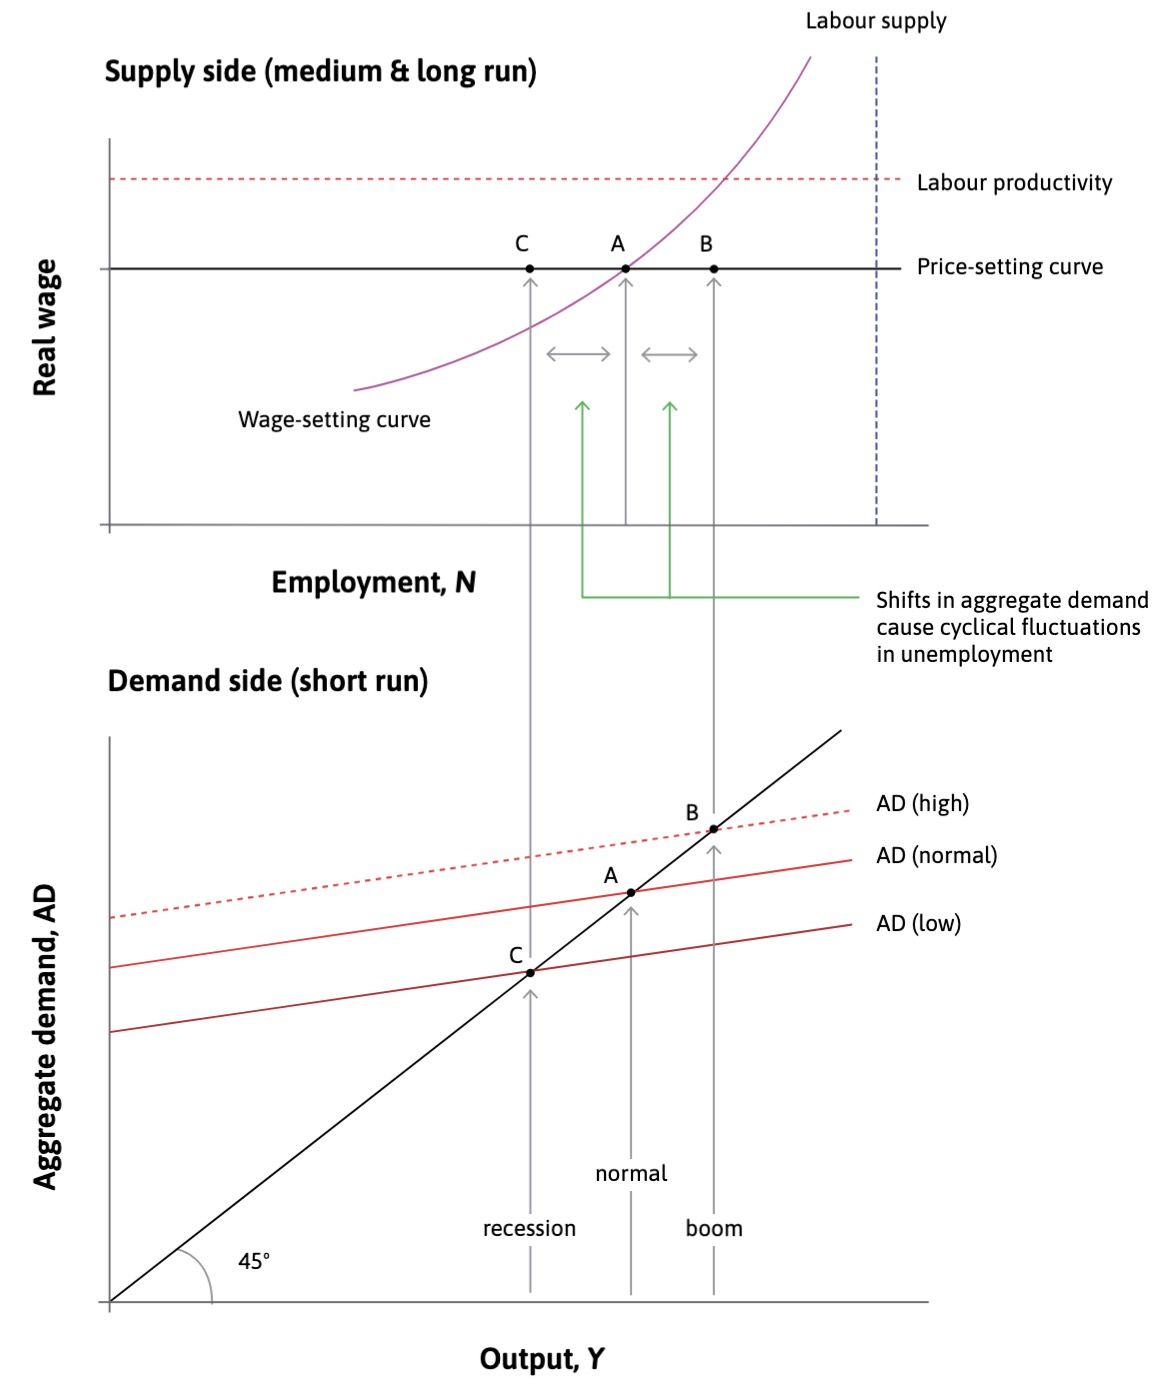 Labour supply
Supply side (medium & long run)
Labour productivity
C
A
B
Price-setting curve
Real wage
Wage-setting curve
Employment, N
Shifts in aggregate demand
cause cyclical fluctuations
in unemployment
Demand side (short run)
AD (high)
B
AD (normal)
A
AD (low)
C
Aggregate demand, AD
normal
recession
boom
45°
Output, Y